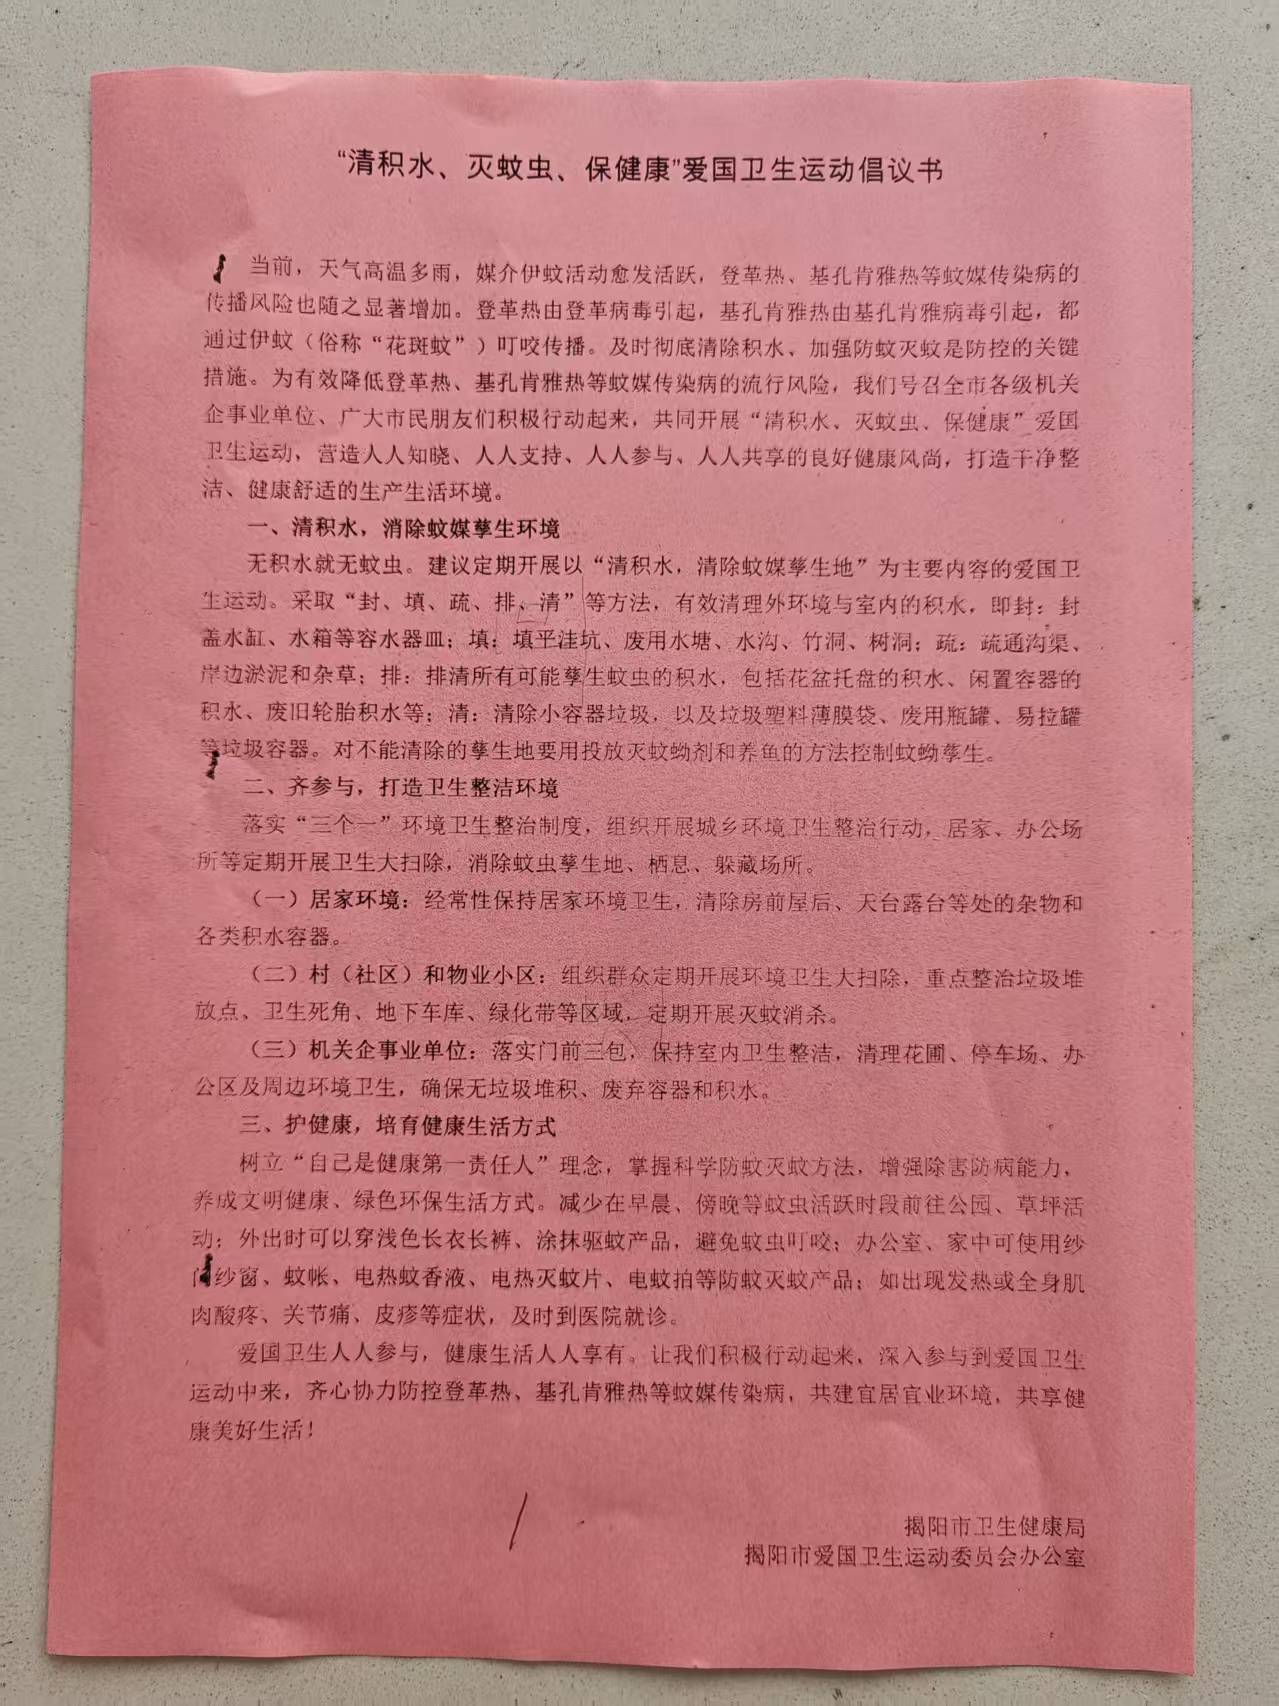 “清积水、灭蚊虫、保健康”爱国卫生运动倡议书
当前，天气高温多雨，媒介伊蚊活动愈发活跃，登革热、基孔肯雅热等蚊媒传染病的
传播风险也随之显著增加。登革热由登革病毒引起，基孔肯雅热由基孔肯雅病毒引起，都
通过伊蚊（俗称“花斑蚊”）叮咬传播。及时彻底清除积水、加强防蚊灭蚊是防控的关键
措施。为有效降低登革热、基孔肯雅热等蚊媒传染病的流行风险，我们号召全市各级机关
企事业单位、广大市民朋友们积极行动起来，共同开展“清积水、灭蚊虫、保健康”爱国
卫生运动，营造人人知晓、人人支持、人人参与、人人共享的良好健康风尚，打造干净整
洁、健康舒适的生产生活环境。
一、清积水，消除蚊媒孳生环境
无积水就无蚊虫。建议定期开展以“清积水，清除蚊媒孳生地”为主要内容的爱国卫
生运动。采取“封、填、疏、排、清”等方法，有效清理外环境与室内的积水，即封：封
盖水缸、水箱等容水器皿；填：填平洼坑、废用水塘、水沟、竹洞、树洞；疏：疏通沟渠、
岸边淤泥和杂草；排：排清所有可能孳生蚊虫的积水，包括花盆托盘的积水、闲置容器的
积水、废旧轮胎积水等；清：清除小容器垃圾，以及垃圾塑料薄膜袋、废用瓶罐、易拉罐
等垃圾容器。对不能清除的孳生地要用投放灭蚊蚴剂和养鱼的方法控制蚊蚴孳生。
二、齐参与，打造卫生整洁环境
落实“三个一”环境卫生整治制度，组织开展城乡环境卫生整治行动，居家、办公场
所等定期开展卫生大扫除，消除蚊虫孳生地、栖息、躲藏场所。
（一）居家环境：经常性保持居家环境卫生，清除房前屋后、天台露台等处的杂物和
各类积水容器。
（二）村（社区）和物业小区：组织群众定期开展环境卫生大扫除，重点整治垃圾堆
放点、卫生死角、地下车库、绿化带等区域，定期开展灭蚊消杀。
（三）机关企事业单位：落实门前三包，保持室内卫生整洁，清理花圃、停车场、办
公区及周边环境卫生，确保无垃圾堆积、废弃容器和积水。
三、护健康，培育健康生活方式
树立“自己是健康第一责任人”理念，掌握科学防蚊灭蚊方法，增强除害防病能力，
养成文明健康、绿色环保生活方式。减少在早晨、傍晚等蚊虫活跃时段前往公园、草坪活
动；外出时可以穿浅色长衣长裤、涂抹驱蚊产品，避免蚊虫叮咬；办公室、家中可使用纱
门纱窗、蚊帐、电热蚊香液、电热灭蚊片、电蚊拍等防蚊灭蚊产品；如出现发热或全身肌
肉酸疼、关节痛、皮疹等症状，及时到医院就诊。
爱国卫生人人参与，健康生活人人享有。让我们积极行动起来，深入参与到爱国卫生
运动中来，齐心协力防控登革热、基孔肯雅热等蚊媒传染病，共建宜居宜业环境，共享健
康美好生活！
揭阳市卫生健康局
揭阳市爱国卫生运动委员会办公室